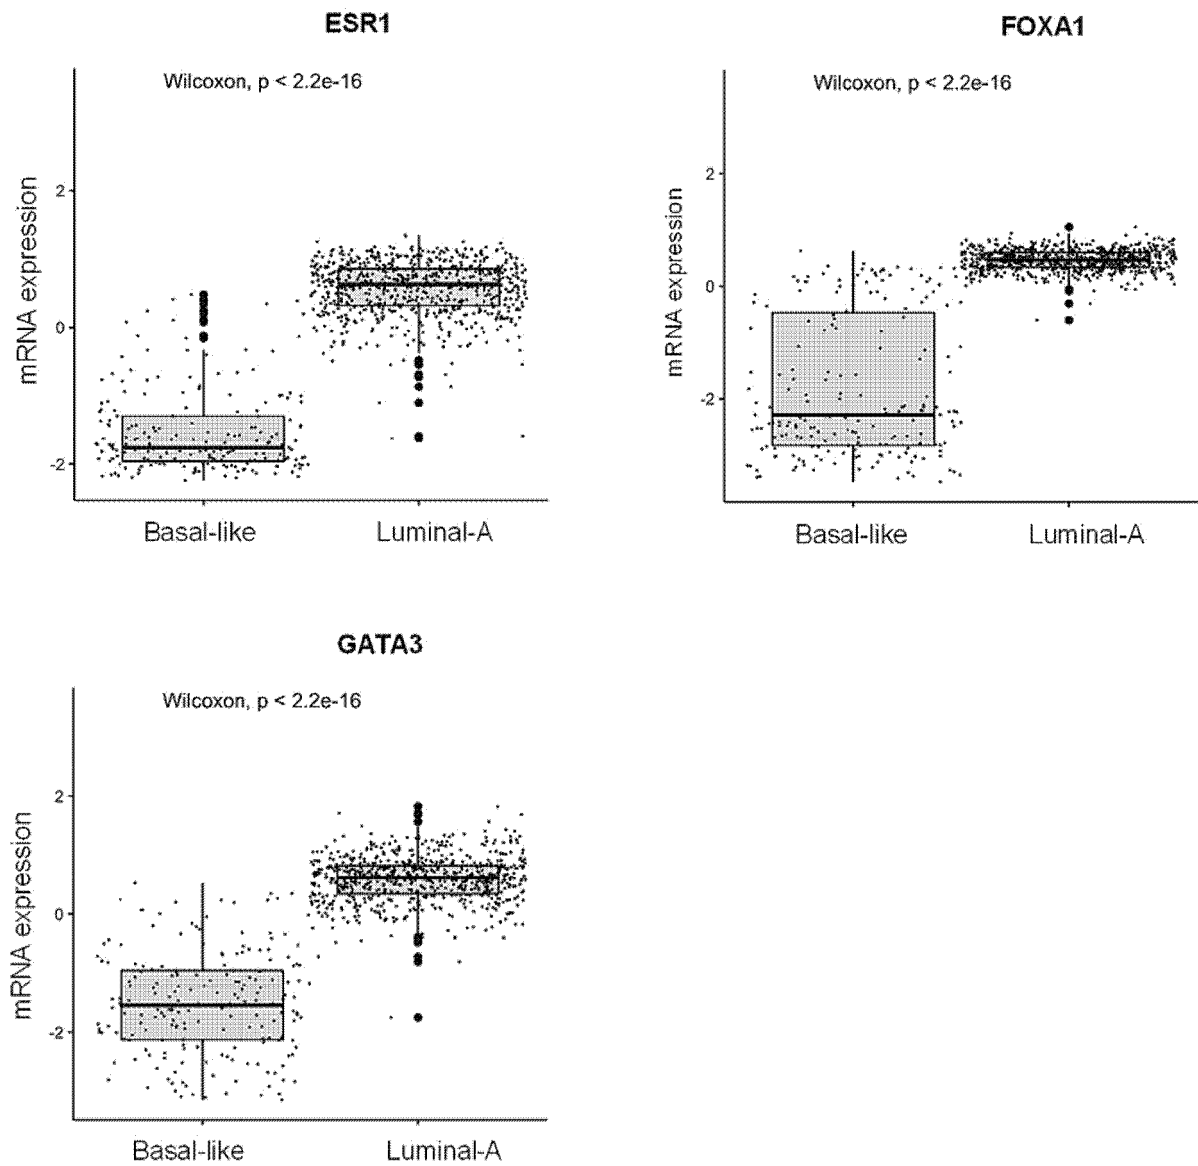 ESR1
Wilcoxon, p < 2.2e-16
mRNA expression
2
0
-2
Basal-like
Luminal-A
FOXA1
Wilcoxon, p < 2.2e-16
mRNA expression
2
0
-2
Basal-like
Luminal-A
GATA3
Wilcoxon, p < 2.2e-16
mRNA expression
2
0
-2
Basal-like
Luminal-A